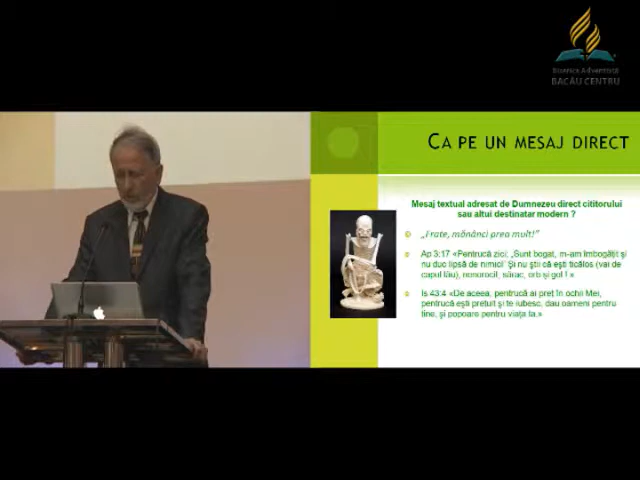 Biserica Adventistă
BACĂU CENTRU
CA PE UN MESAJ DIRECT
Mesaj textual adresat de Dumnezeu direct cititorului
sau altui destinatar modern ?
„Frate, mănânci prea mult!”
Ap 3:17 «Pentrucă zici: „Sunt bogat, m-am îmbogăţit şi
nu duc lipsă de nimic!” Şi nu ştii că eşti ticălos (vai de
capul tău), nenorocit, sărac, orb şi gol ! «
Is 43:4 «De aceea, pentrucă ai preţ în ochii Mei,
pentrucă eşti preţuit şi te iubesc, dau oameni pentru
tine, şi popoare pentru viaţa ta.»